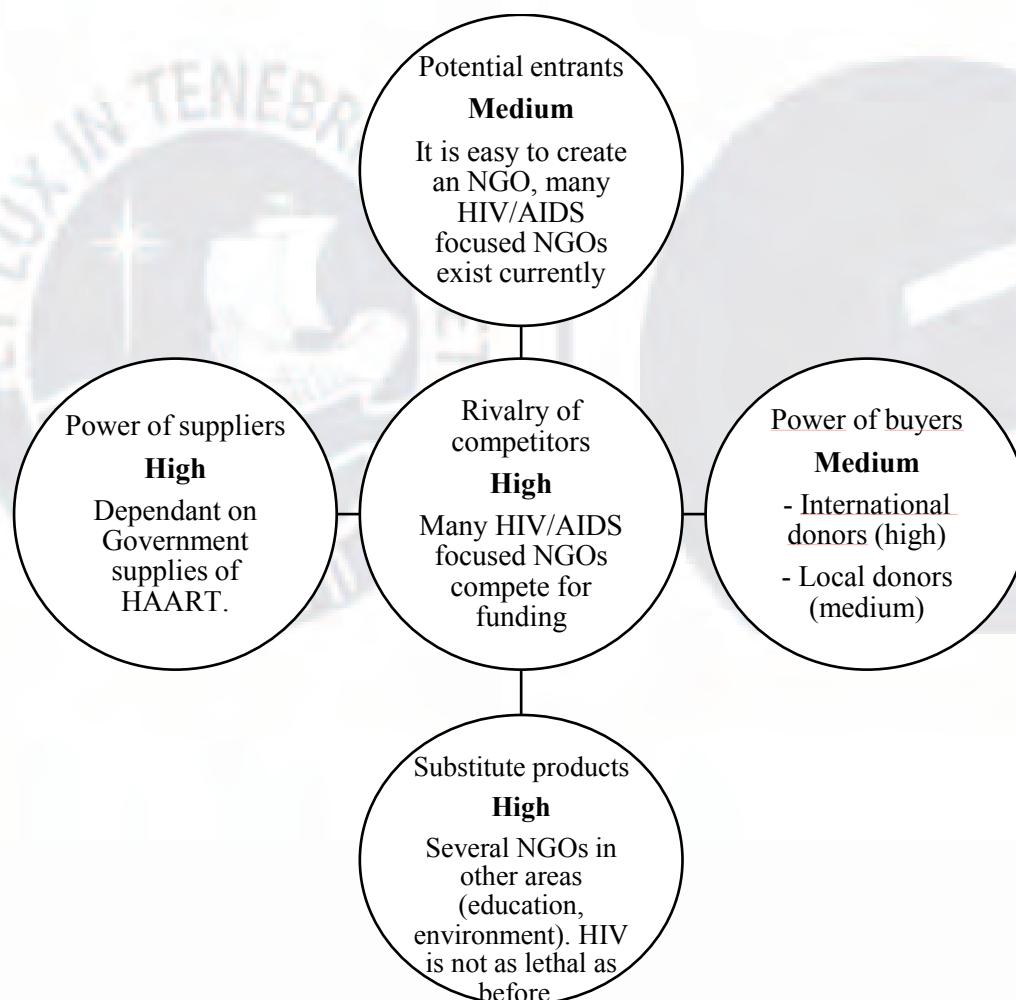 Potential entrants
Medium
It is easy to create
an NGO, many
HIV/AIDS
focused NGOs
exist currently
Power of suppliers
High
Dependant on
Government
supplies of
HAART.
Rivalry of
competitors
High
Many HIV/AIDS
focused NGOs
compete for
funding
Power of buyers
Medium
- International
donors (high)
- Local donors
(medium)
Substitute products
High
Several NGOs in
other areas
(education,
environment). HIV
is not as lethal as
before
LUX IN TENEBR